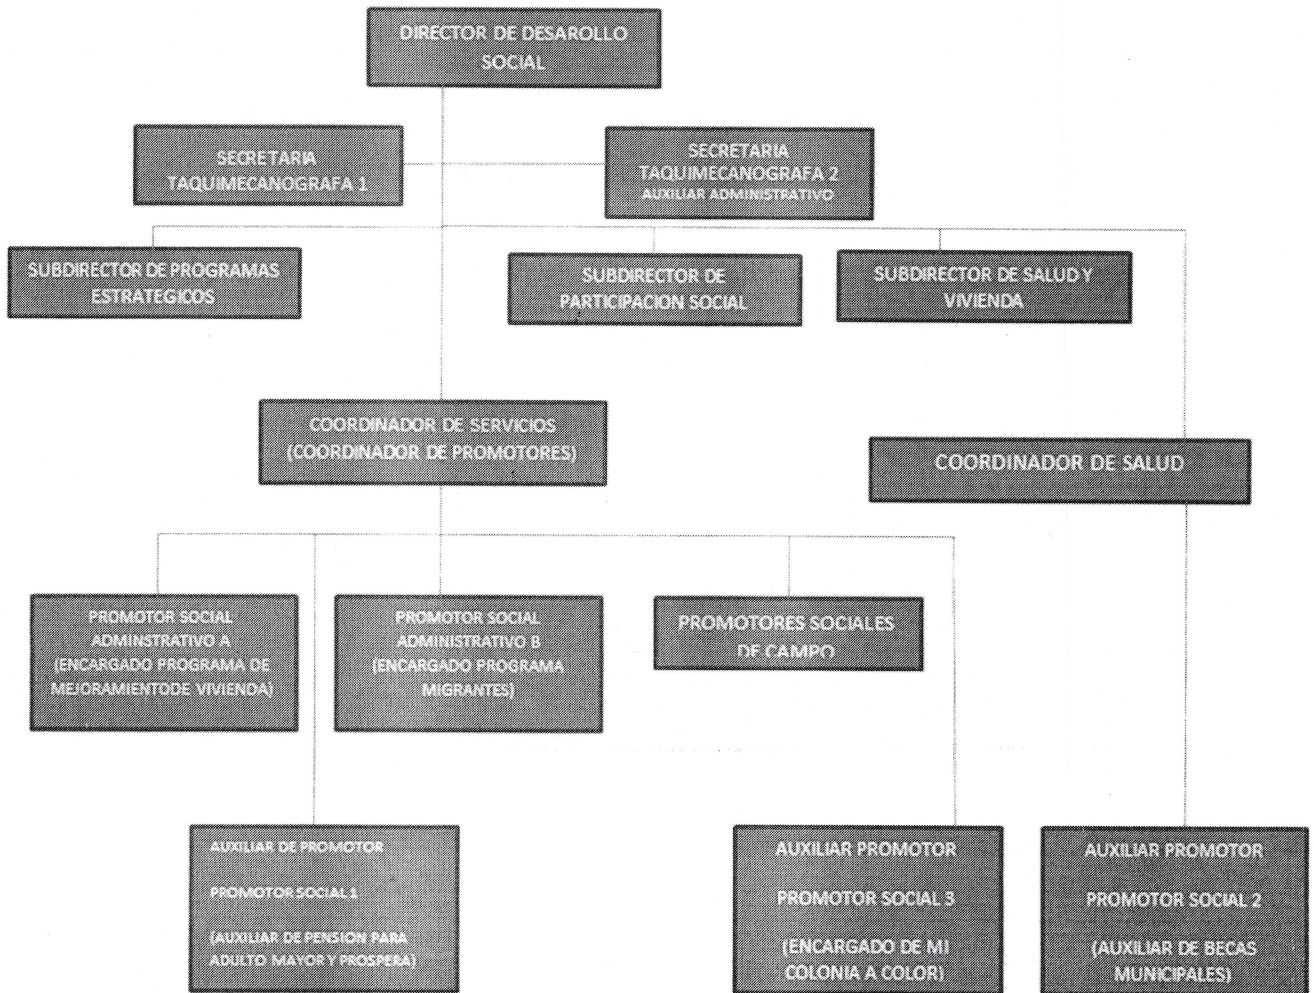 DIRECTOR DE DESAROLLO
SOCIAL
SECRETARIA
TAQUIMECANOGRAFA 1
SECRETARIA
TAQUIMECANOGRAFA 2
AUXILIAR ADMINISTRATIVO
SUBDIRECTOR DE PROGRAMAS
ESTRATEGICOS
SUBDIRECTOR DE
PARTICIPACION SOCIAL
SUBDIRECTOR DE SALUD Y
VIVIENDA
COORDINADOR DE SERVICIOS
(COORDINADOR DE PROMOTORES)
COORDINADOR DE SALUD
PROMOTOR SOCIAL
ADMINSTRATIVO A
(ENCARGADO PROGRAMA DE
MEJORAMIENTODE VIVIENDA)
PROMOTOR SOCIAL
ADMINISTRATIVO B
(ENCARGADO PROGRAMA
MIGRANTES)
PROMOTORES SOCIALES
DE CAMPO
AUXILIAR DE PROMOTOR
PROMOTOR SOCIAL 1
(AUXILIAR DE PENSION PARA
ADULTO MAYOR Y PROSPERA)
AUXILIAR PROMOTOR
PROMOTOR SOCIAL 3
(ENCARGADO DE MI
COLONIA A COLOR)
AUXILIAR PROMOTOR
PROMOTOR SOCIAL 2
(AUXILIAR DE BECAS
MUNICIPALES)